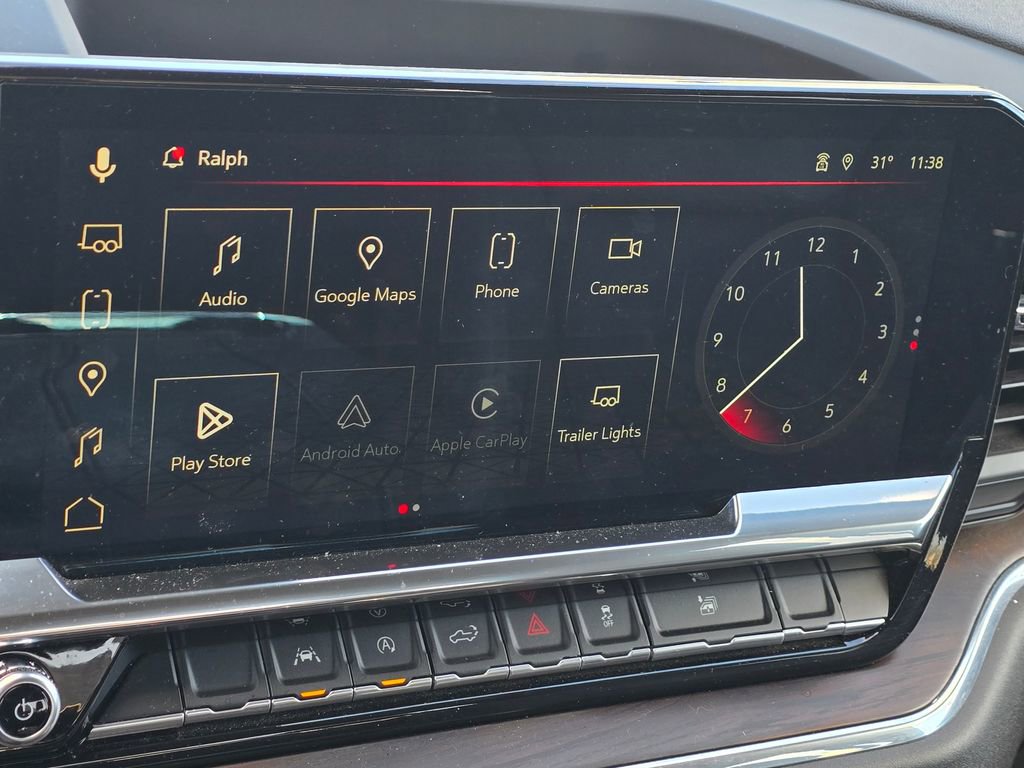 Ralph
31° 11:38
Audio
Google Maps
Phone
Cameras
Play Store
Android Auto
Apple CarPlay
Trailer Lights
12
1
2
3
4
5
6
7
8
9
10
11
OFF